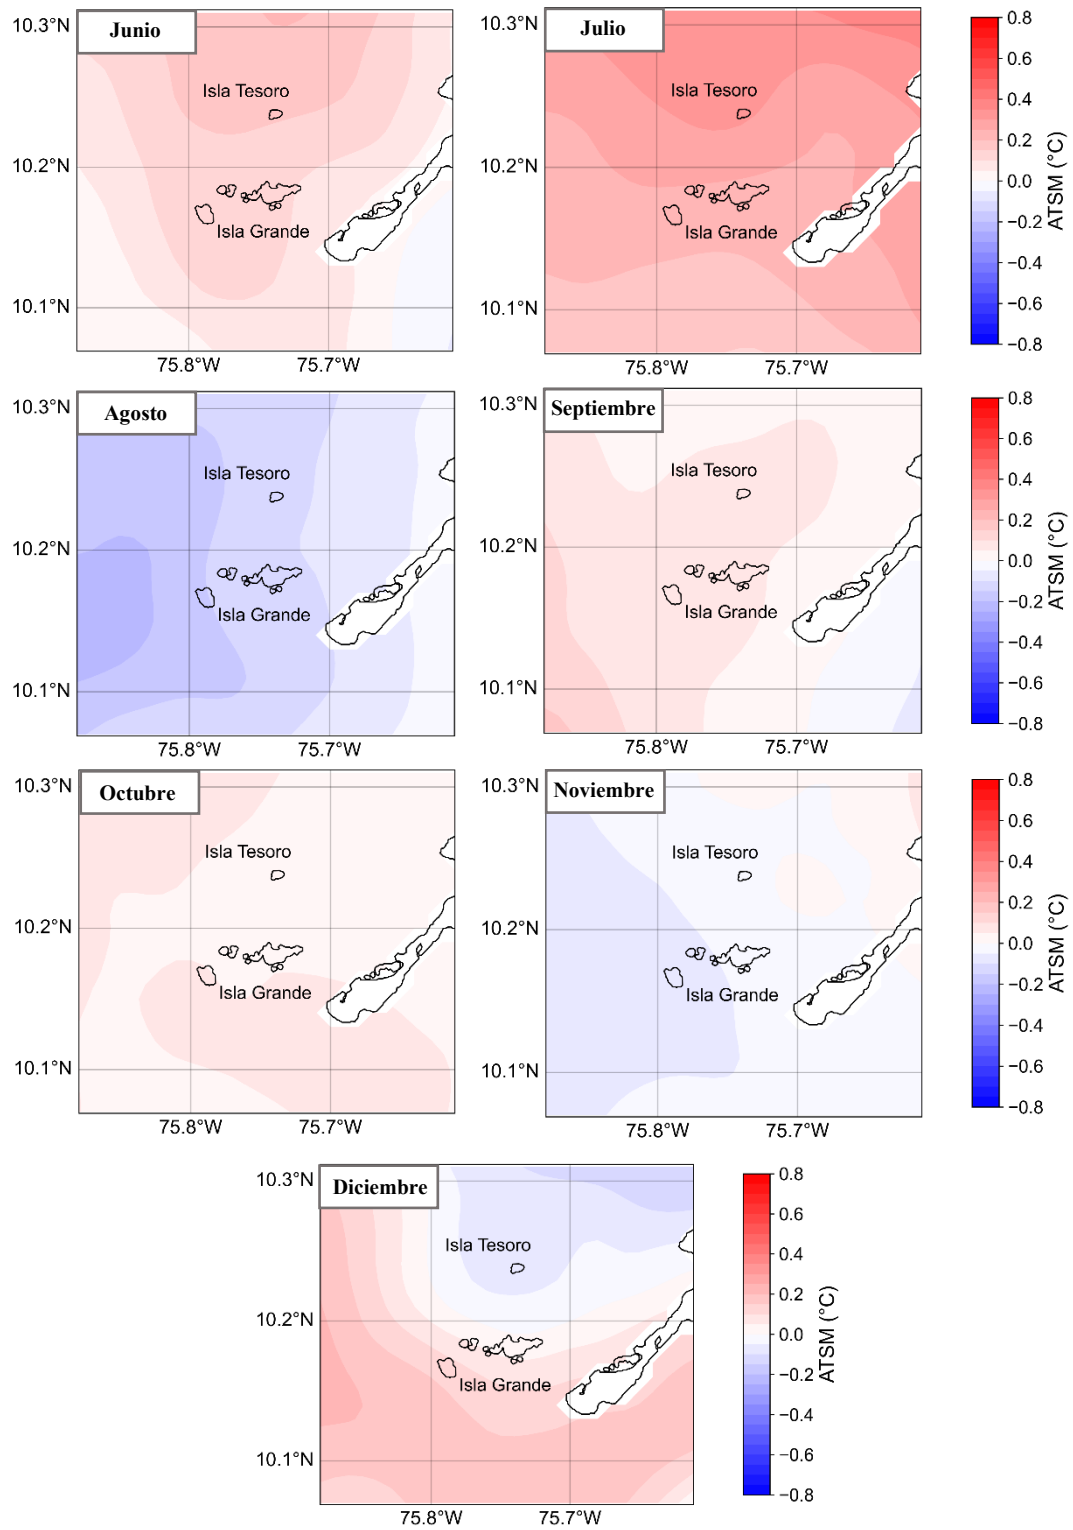 Junio
10.3°N
10.2°N
10.1°N
Isla Tesoro
Isla Grande
75.8°W
75.7°W
Julio
10.3°N
10.2°N
10.1°N
Isla Tesoro
Isla Grande
75.8°W
75.7°W
0.8
0.6
0.4
0.2
0.0
−0.2
−0.4
−0.6
−0.8
ATSM (°C)
Agosto
10.3°N
10.2°N
10.1°N
Isla Tesoro
Isla Grande
75.8°W
75.7°W
Septiembre
10.3°N
10.2°N
10.1°N
Isla Tesoro
Isla Grande
75.8°W
75.7°W
0.8
0.6
0.4
0.2
0.0
−0.2
−0.4
−0.6
−0.8
ATSM (°C)
Octubre
10.3°N
10.2°N
10.1°N
Isla Tesoro
Isla Grande
75.8°W
75.7°W
Noviembre
10.3°N
10.2°N
10.1°N
Isla Tesoro
Isla Grande
75.8°W
75.7°W
0.8
0.6
0.4
0.2
0.0
−0.2
−0.4
−0.6
−0.8
ATSM (°C)
Diciembre
10.3°N
10.2°N
10.1°N
Isla Tesoro
Isla Grande
75.8°W
75.7°W
0.8
0.6
0.4
0.2
0.0
−0.2
−0.4
−0.6
−0.8
ATSM (°C)